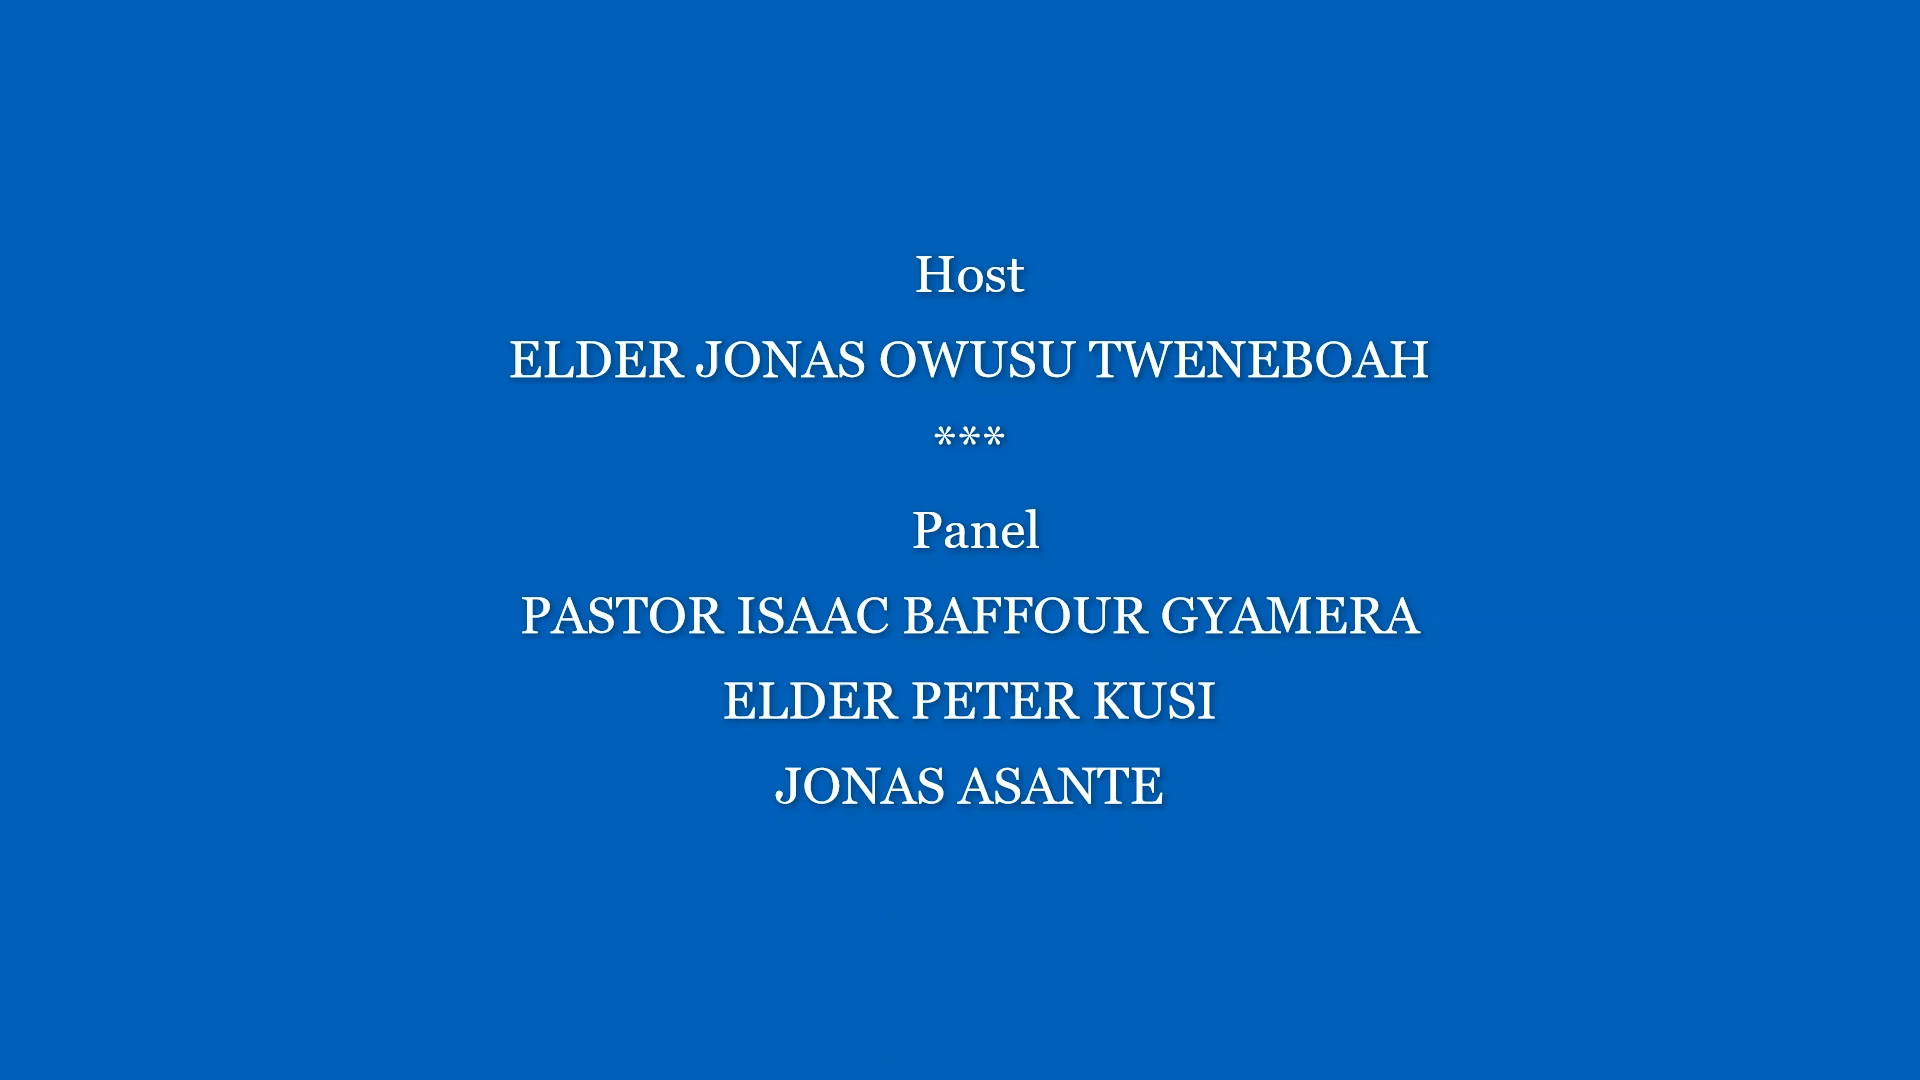 Host
ELDER JONAS OWUSU TWENEBOAH
***
Panel
PASTOR ISAAC BAFFOUR GYAMERA
ELDER PETER KUSI
JONAS ASANTE